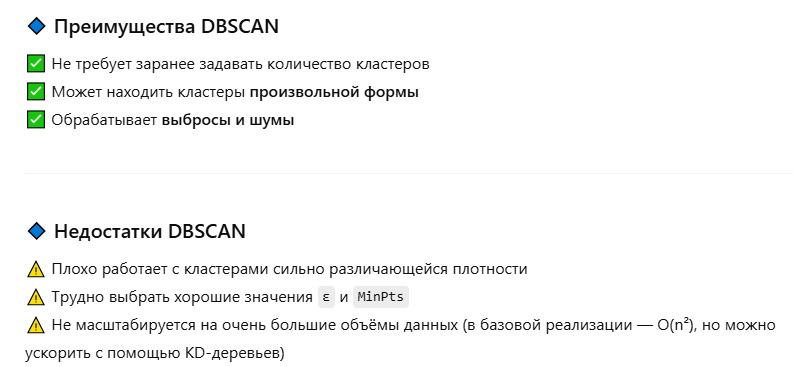 Преимущества DBSCAN
Не требует заранее задавать количество кластеров
Может находить кластеры произвольной формы
Обрабатывает выбросы и шумы
Недостатки DBSCAN
Плохо работает с кластерами сильно различающейся плотности
Трудно выбрать хорошие значения ε и MinPts
Не масштабируется на очень большие объёмы данных (в базовой реализации — O(n²), но можно
ускорить с помощью KD-деревьев)